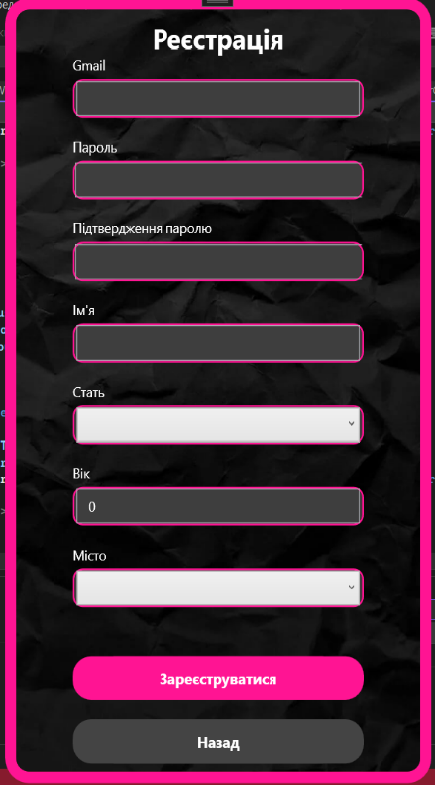 Реєстрація
Gmail
Пароль
Підтвердження паролю
Ім'я
Стать
Вік
0
Місто
Зареєструватися
Назад